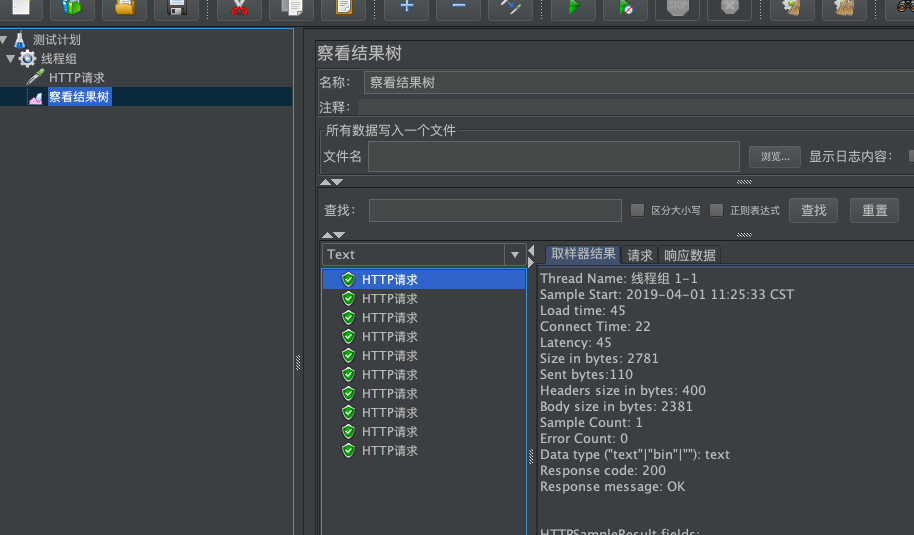 STOP
测试计划
线程组
HTTP请求
察看结果树
察看结果树
名称： 察看结果树
注释：
所有数据写入一个文件
文件名 浏览... 显示日志内容：
查找： 区分大小写 正则表达式 查找 重置
Text
HTTP请求
HTTP请求
HTTP请求
HTTP请求
HTTP请求
HTTP请求
HTTP请求
HTTP请求
HTTP请求
HTTP请求
取样器结果 请求 响应数据
Thread Name: 线程组 1-1
Sample Start: 2019-04-01 11:25:33 CST
Load time: 45
Connect Time: 22
Latency: 45
Size in bytes: 2781
Sent bytes:110
Headers size in bytes: 400
Body size in bytes: 2381
Sample Count: 1
Error Count: 0
Data type ("text"|"bin"|""): text
Response code: 200
Response message: OK
HTTPSampleResult fields: